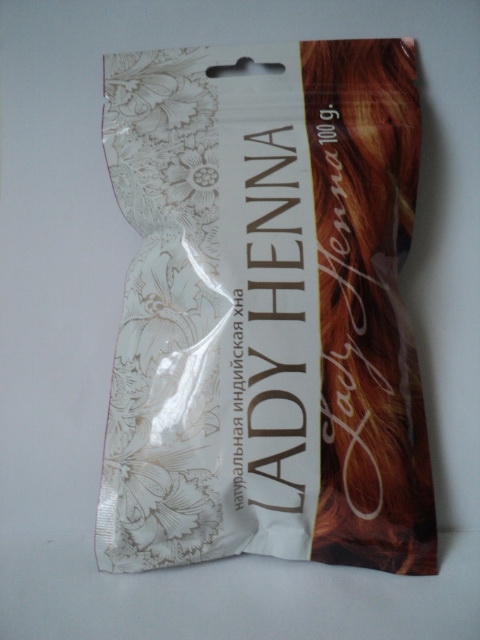 натуральная индийская хна
LADY HENNA
Lady Henna 100 g.